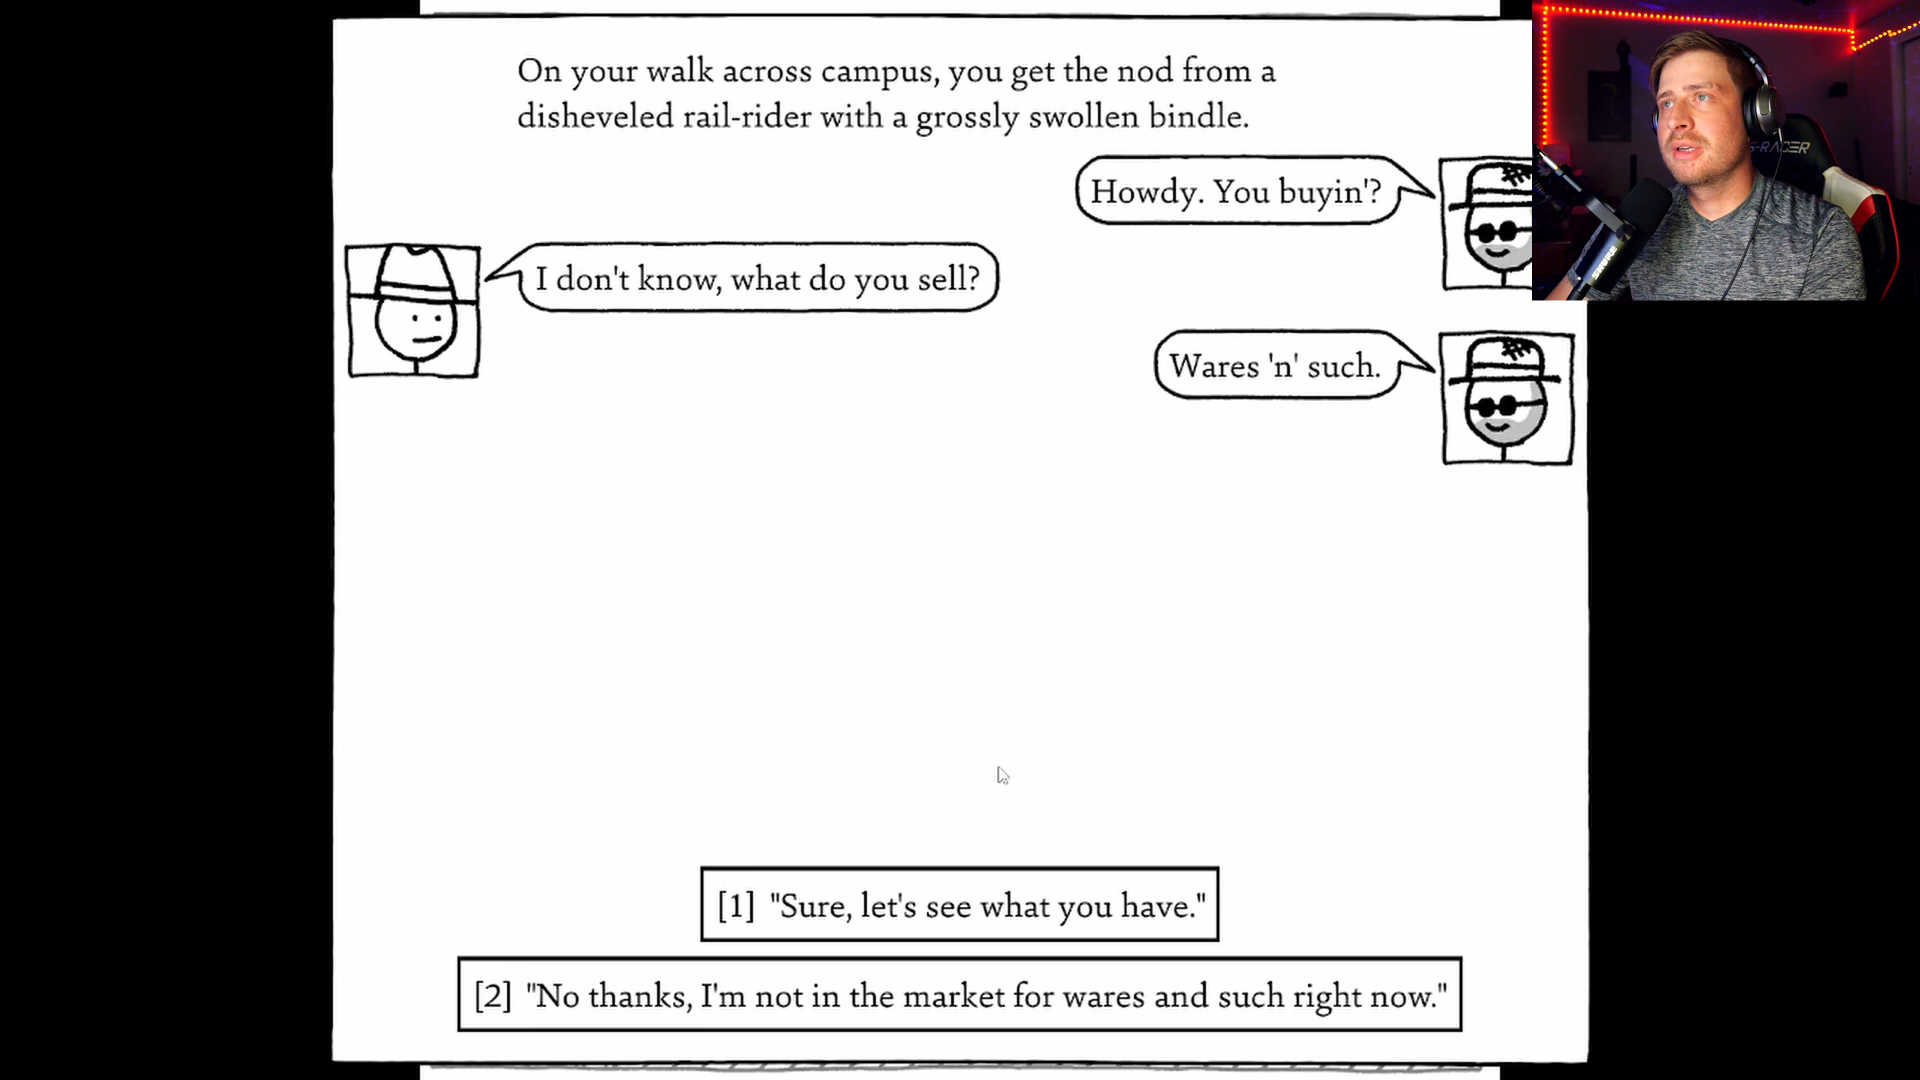 On your walk across campus, you get the nod from a
disheveled rail-rider with a grossly swollen bindle.
Howdy. You buyin'?
I don't know, what do you sell?
Wares 'n' such.
[1] "Sure, let's see what you have."
[2] "No thanks, I'm not in the market for wares and such right now."
S-RACER
SHURE